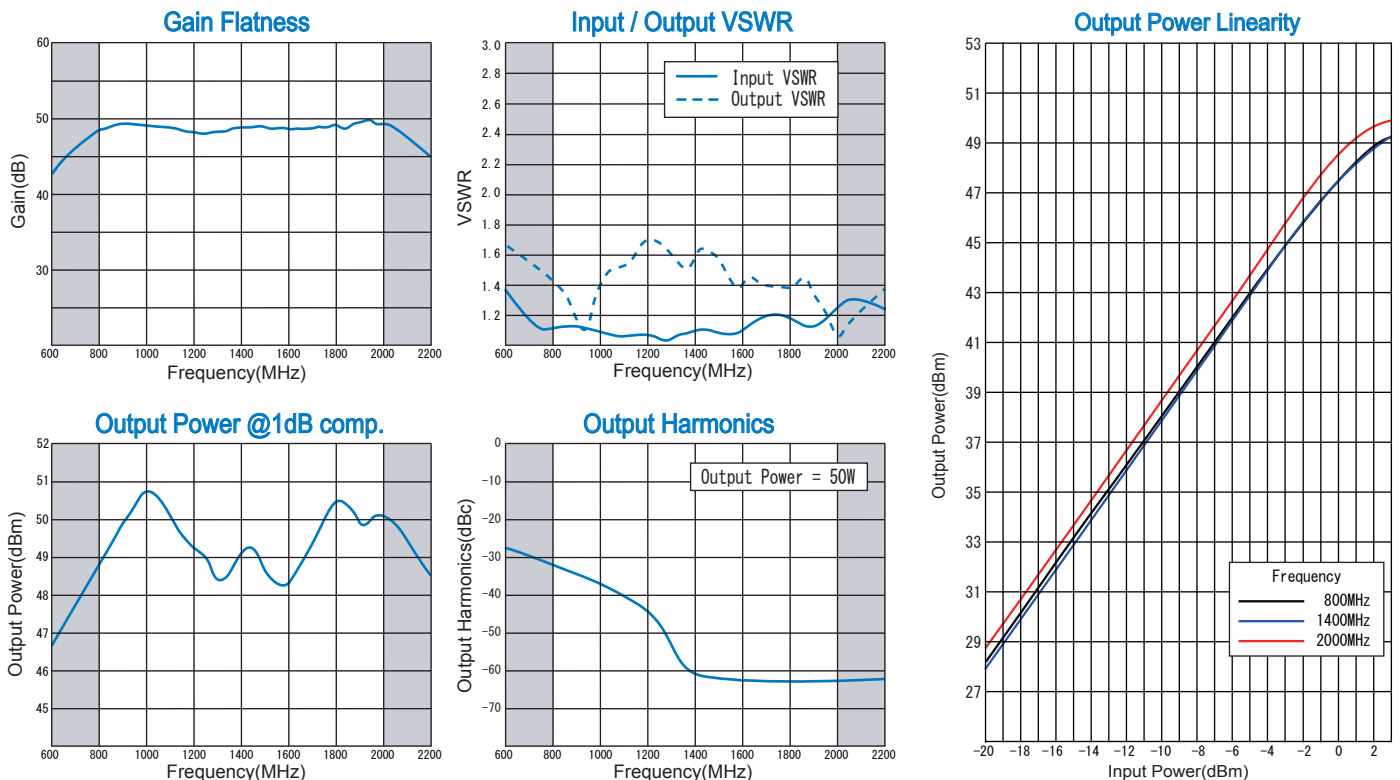 Gain Flatness
60
50
40
30
Gain(dB)
600 800 1000 1200 1400 1600 1800 2000 2200
Frequency(MHz)
Input / Output VSWR
3.0
2.8
2.6
2.4
2.2
2.0
1.8
1.6
1.4
1.2
VSWR
Input VSWR
Output VSWR
600 800 1000 1200 1400 1600 1800 2000 2200
Frequency(MHz)
Output Power @1dB comp.
52
51
50
49
48
47
46
45
Output Power(dBm)
600 800 1000 1200 1400 1600 1800 2000 2200
Frequency(MHz)
Output Harmonics
0
-10
-20
-30
-40
-50
-60
-70
Output Harmonics(dBc)
Output Power = 50W
600 800 1000 1200 1400 1600 1800 2000 2200
Frequency(MHz)
Output Power Linearity
53
51
49
47
45
43
41
39
37
35
33
31
29
27
Output Power(dBm)
Frequency
800MHz
1400MHz
2000MHz
-20 -18 -16 -14 -12 -10 -8 -6 -4 -2 0 2
Input Power(dBm)